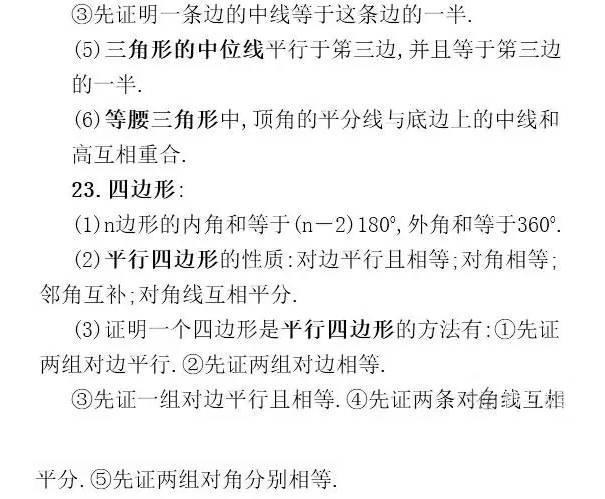 ③先证明一条边的中线等于这条边的一半.
(5)三角形的中位线平行于第三边,并且等于第三边
的一半.
(6)等腰三角形中,顶角的平分线与底边上的中线和
高互相重合.
23.四边形:
(1)n边形的内角和等于(n－2)180°,外角和等于360°.
(2)平行四边形的性质:对边平行且相等;对角相等;
邻角互补;对角线互相平分.
(3)证明一个四边形是平行四边形的方法有:①先证
两组对边平行.②先证两组对边相等.
③先证一组对边平行且相等.④先证两条对角线互相
平分.⑤先证两组对角分别相等.